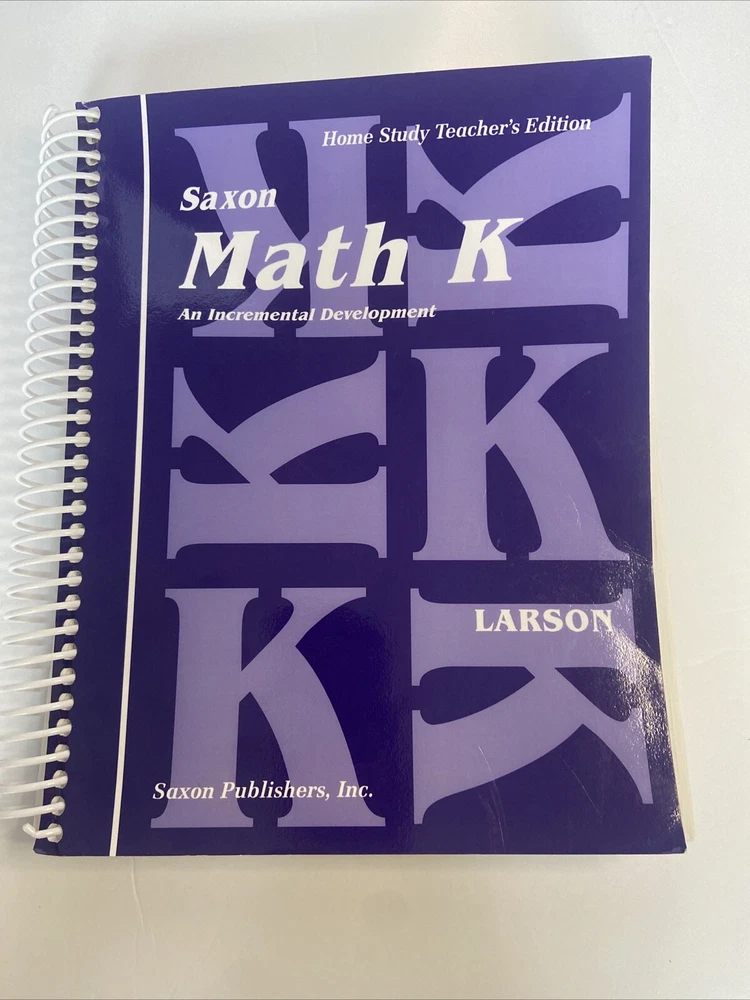 Home Study Teacher's Edition
Saxon
Math K
An Incremental Development
K
K
K
K
K
K
LARSON
Saxon Publishers, Inc.